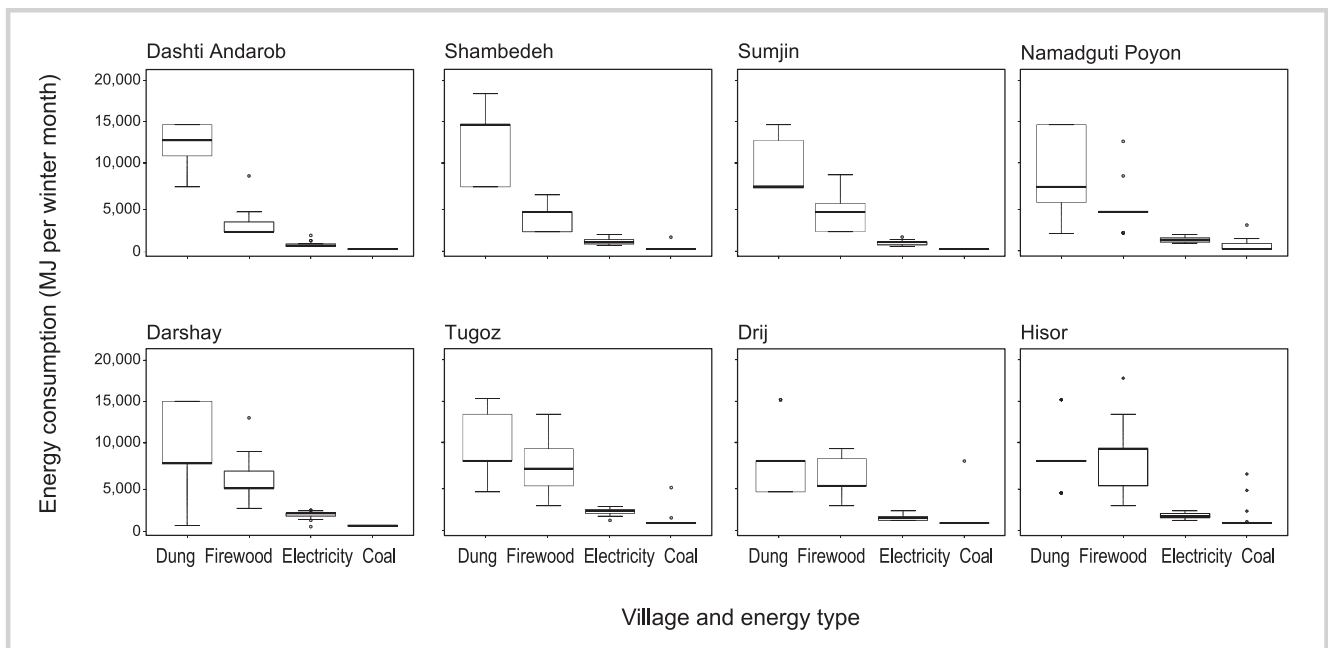 Energy consumption (MJ per winter month)
Dashti Andarob
Shambedeh
Sumjin
Namadguti Poyon
20,000
15,000
10,000
5,000
0
Darshay
Tugoz
Drij
Hisor
20,000
15,000
10,000
5,000
0
Dung Firewood Electricity Coal
Dung Firewood Electricity Coal
Dung Firewood Electricity Coal
Dung Firewood Electricity Coal
Village and energy type